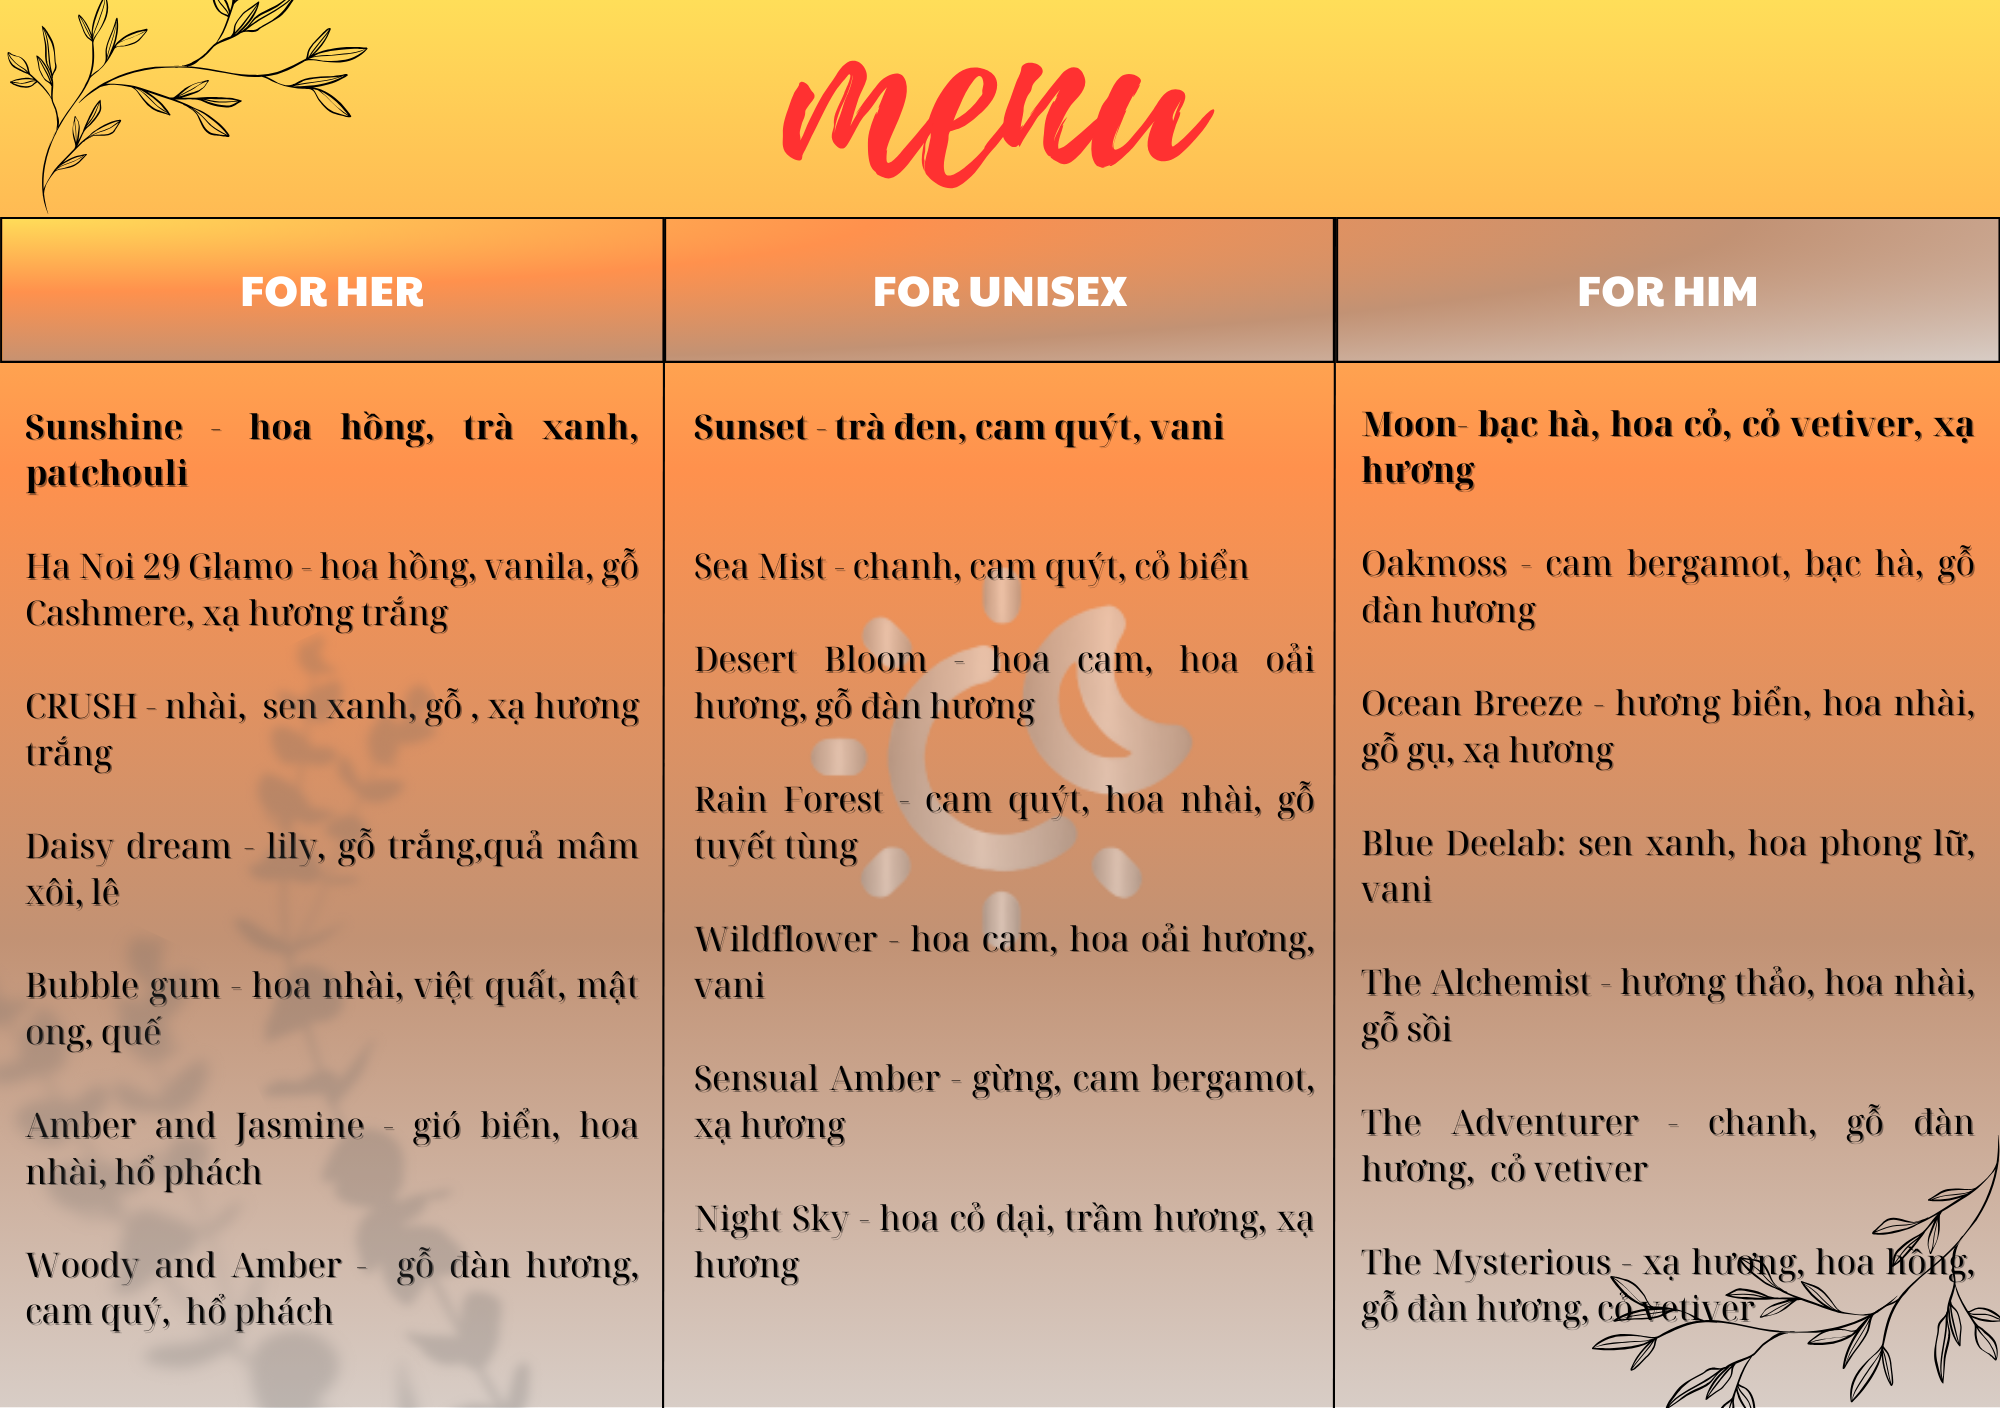 menu
FOR HER
Sunshine - hoa hồng, trà xanh,
patchouli
Ha Noi 29 Glamo - hoa hồng, vanila, gỗ
Cashmere, xạ hương trắng
CRUSH - nhài, sen xanh, gỗ , xạ hương
trắng
Daisy dream - lily, gỗ trắng,quả mâm
xôi, lê
Bubble gum - hoa nhài, việt quất, mật
ong, quế
Amber and Jasmine - gió biển, hoa
nhài, hổ phách
Woody and Amber - gỗ đàn hương,
cam quý, hổ phách
FOR UNISEX
Sunset - trà đen, cam quýt, vani
Sea Mist - chanh, cam quýt, cỏ biển
Desert Bloom - hoa cam, hoa oải
hương, gỗ đàn hương
Rain Forest - cam quýt, hoa nhài, gỗ
tuyết tùng
Wildflower - hoa cam, hoa oải hương,
vani
Sensual Amber - gừng, cam bergamot,
xạ hương
Night Sky - hoa cỏ dại, trầm hương, xạ
hương
FOR HIM
Moon- bạc hà, hoa cỏ, cỏ vetiver, xạ
hương
Oakmoss - cam bergamot, bạc hà, gỗ
đàn hương
Ocean Breeze - hương biển, hoa nhài,
gỗ gụ, xạ hương
Blue Deelab: sen xanh, hoa phong lữ,
vani
The Alchemist - hương thảo, hoa nhài,
gỗ sồi
The Adventurer - chanh, gỗ đàn
hương, cỏ vetiver
The Mysterious - xạ hương, hoa hồng,
gỗ đàn hương, cỏ vetiver